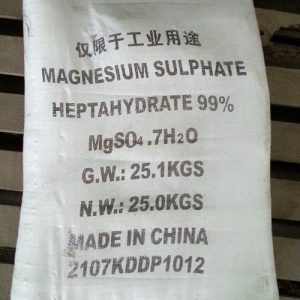 仅限于工业用途
MAGNESIUM SULPHATE
HEPTAHYDRATE 99%
MgSO4.7H2O
G.W.: 25.1KGS
N.W.: 25.0KGS
MADE IN CHINA
2107KDDP1012